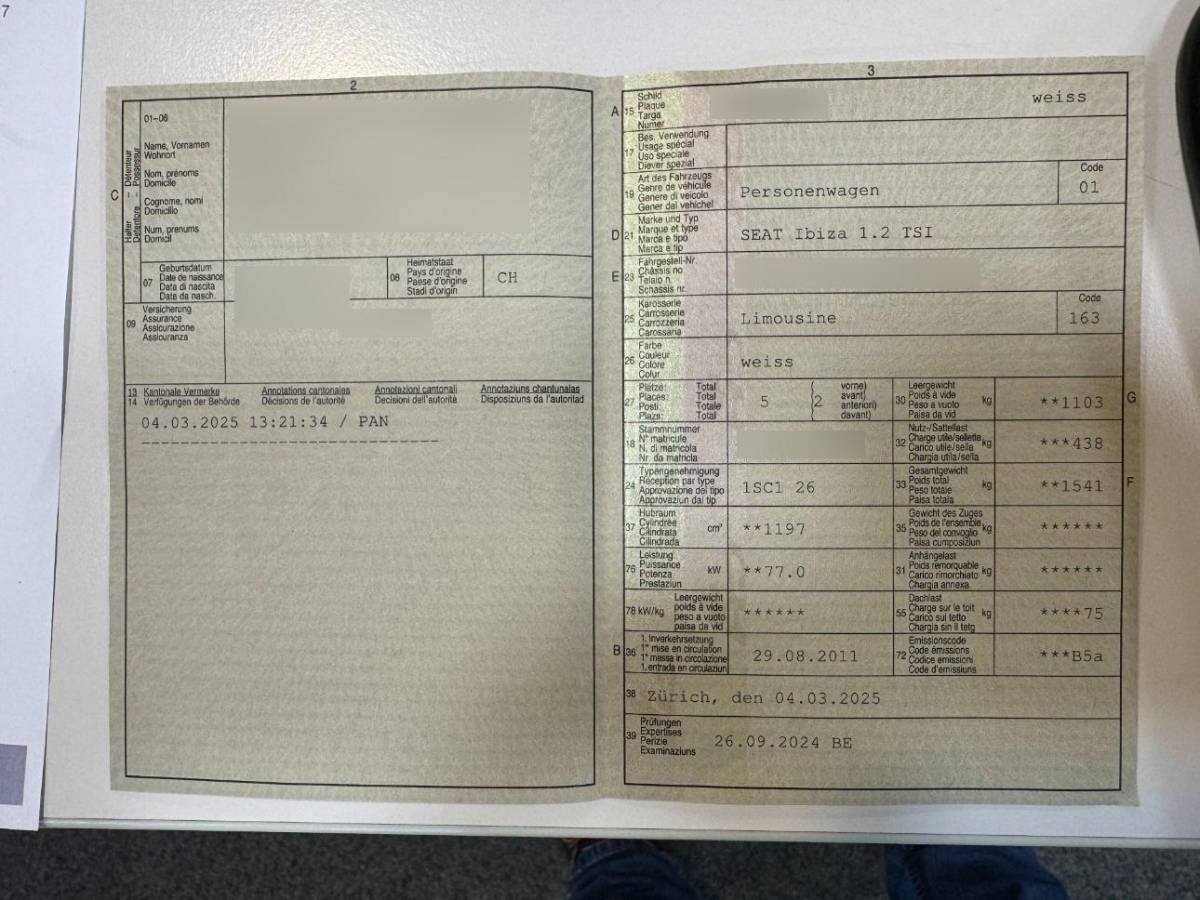 7
2
01–06
Name, Vornamen
Wohnort
Nom, prénoms
Domicile
Cognome, nomi
Domicilio
Num, prenums
Domicil
C
Halter – Détenteur
Detentore – Possessur
07
Geburtsdatum
Date de naissance
Data di nascita
Data da nasch.
08
Heimatstaat
Pays d'origine
Paese d'origine
Stadi d'origin
CH
09
Versicherung
Assurance
Assicurazione
Assicuranza
13 Kantonale Vermerke Annotations cantonales Annotazioni cantonali Annotaziuns chantunalas
14 Verfügungen der Behörde Décisions de l'autorité Decisioni dell'autorità Disposiziuns da l'autoritad
04.03.2025 13:21:34 / PAN
3
A 15
Schild
Plaque
Targa
Numer
weiss
17
Bes. Verwendung
Usage spécial
Uso speciale
Diever spezial
19
Art des Fahrzeugs
Genre de véhicule
Genere di veicolo
Gener dal vehichel
Personenwagen
Code
01
D 21
Marke und Typ
Marque et type
Marca e tipo
Marca e tip
SEAT Ibiza 1.2 TSI
E 23
Fahrgestell-Nr.
Châssis no
Telaio n.
Schassis nr.
25
Karosserie
Carrosserie
Carrozzeria
Carossaria
Limousine
Code
163
26
Farbe
Couleur
Colore
Colur
weiss
27
Plätze: Total
Places: Total
Posti: Totale
Plazs: Total
5
2
vorne)
avant)
anteriori)
davant)
30
Leergewicht
Poids à vide
Peso a vuoto
Paisa da vid
kg
**1103
G
18
Stammnummer
N° matricule
N. di matricola
Nr. da matricla
32
Nutz-/Sattellast
Charge utile/sellette
Carico utile/sella
Chargia utila/sella
kg
***438
24
Typengenehmigung
Réception par type
Approvazione del tipo
Approvaziun dal tip
1SC1 26
33
Gesamtgewicht
Poids total
Peso totale
Paisa totala
kg
**1541
F
37
Hubraum
Cylindrée
Cilindrata
Cilindrada
cm³
**1197
35
Gewicht des Zuges
Poids de l'ensemble
Peso del convoglio
Paisa cumposiziun
kg
******
76
Leistung
Puissance
Potenza
Prestaziun
kW
**77.0
31
Anhängelast
Poids remorquable
Carico rimorchiato
Chargia annexa
kg
******
78 kW/kg
Leergewicht
poids à vide
peso a vuoto
paisa da vid
******
55
Dachlast
Charge sur le toit
Carico sul tetto
Chargia sin il tetg
kg
****75
B 36
1. Inverkehrsetzung
1re mise en circulation
1a messa in circolazione
1. entrada en circulaziun
29.08.2011
72
Emissionscode
Code émissions
Codice emissioni
Code d'emissiuns
***B5a
38
Zürich, den 04.03.2025
39
Prüfungen
Expertises
Perizie
Examinaziuns
26.09.2024 BE